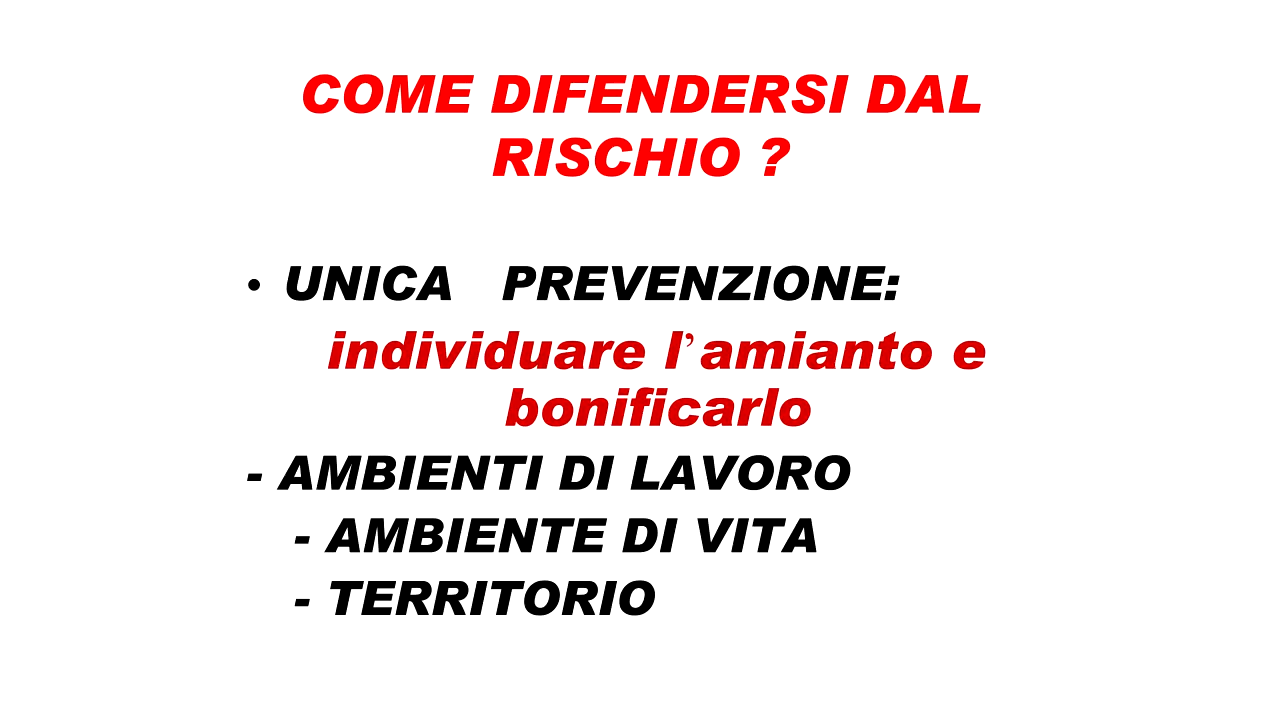 COME DIFENDERSI DAL
RISCHIO ?
• UNICA PREVENZIONE:
individuare l’amianto e
bonificarlo
- AMBIENTI DI LAVORO
- AMBIENTE DI VITA
- TERRITORIO